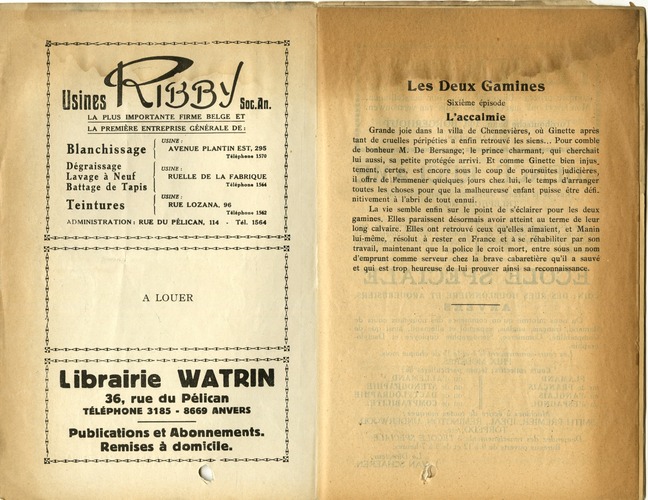 Usines RIBBY Soc. An.
LA PLUS IMPORTANTE FIRME BELGE ET
LA PREMIÈRE ENTREPRISE GÉNÉRALE DE :
Blanchissage
USINE :
AVENUE PLANTIN EST, 295
Téléphone 1570
Dégraissage
Lavage à Neuf
Battage de Tapis
USINE :
RUELLE DE LA FABRIQUE
Téléphone 1564
Teintures
USINE :
RUE LOZANA, 96
Téléphone 1562
ADMINISTRATION : RUE DU PÉLICAN, 114 - Tél. 1564
A LOUER
Librairie WATRIN
36, rue du Pélican
TÉLÉPHONE 3185 - 8669 ANVERS
Publications et Abonnements.
Remises à domicile.
Les Deux Gamines
Sixième épisode
L'accalmie
Grande joie dans la villa de Chennevières, où Ginette après
tant de cruelles péripéties a enfin retrouvé les siens... Pour comble
de bonheur M. De Bersange; le prince charmant, qui cherchait
lui aussi, sa petite protégée arrivi. Et comme Ginette bien injus
tement, certes, est encore sous le coup de poursuites judicières,
il offre de l'emmener quelques jours chez lui, le temps d'arranger
toutes les choses pour que la malheureuse enfant puisse être défi.
nitivement à l'abri de tout ennui.
La vie semble enfin sur le point de s'éclairer pour les deux
gamines. Elles paraissent désormais avoir atteint au terme de leur
long calvaire. Elles ont retrouvé ceux qu'elles aimaient, et Manin
lui-même, résolut à rester en France et à se réhabiliter par son
travail, maintenant que la police le croit mort, entre sous un nom
d'emprunt comme serveur chez la brave cabaretière qu'il a sauvé
et qui est trop heureuse de lui prouver ainsi sa reconnaissance.